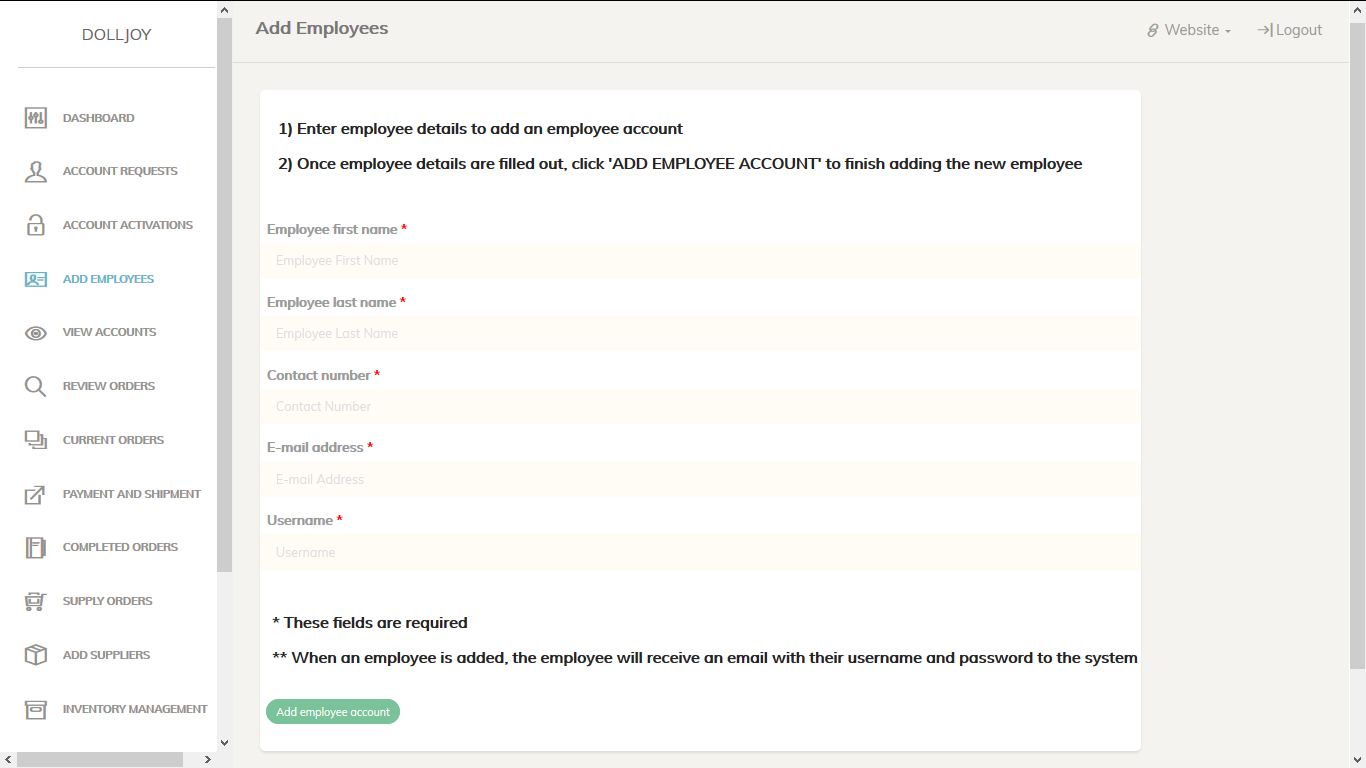 DOLLJOY
Add Employees
Website
Logout
DASHBOARD
ACCOUNT REQUESTS
ACCOUNT ACTIVATIONS
ADD EMPLOYEES
VIEW ACCOUNTS
REVIEW ORDERS
CURRENT ORDERS
PAYMENT AND SHIPMENT
COMPLETED ORDERS
SUPPLY ORDERS
ADD SUPPLIERS
INVENTORY MANAGEMENT
1) Enter employee details to add an employee account
2) Once employee details are filled out, click 'ADD EMPLOYEE ACCOUNT' to finish adding the new employee
Employee first name *
Employee First Name
Employee last name *
Employee Last Name
Contact number *
Contact Number
E-mail address *
E-mail Address
Username *
Username
* These fields are required
** When an employee is added, the employee will receive an email with their username and password to the system
Add employee account